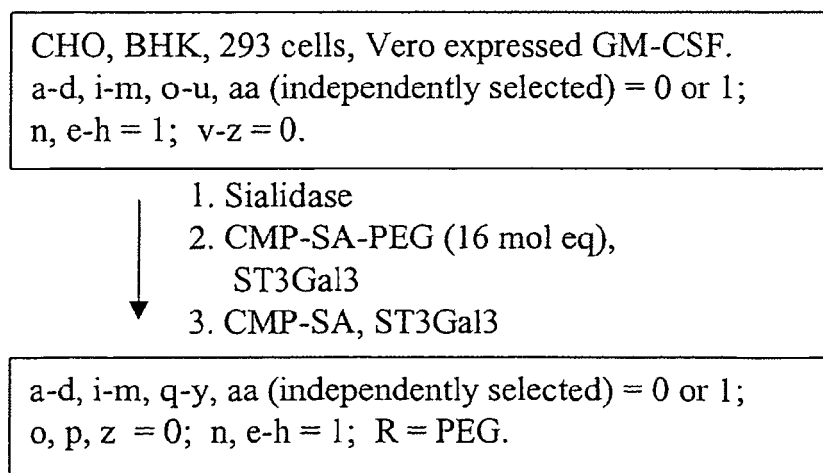 CHO, BHK, 293 cells, Vero expressed GM-CSF.
a-d, i-m, o-u, aa (independently selected) = 0 or 1;
n, e-h = 1; v-z = 0.
1. Sialidase
2. CMP-SA-PEG (16 mol eq),
ST3Gal3
3. CMP-SA, ST3Gal3
a-d, i-m, q-y, aa (independently selected) = 0 or 1;
o, p, z = 0; n, e-h = 1; R = PEG.